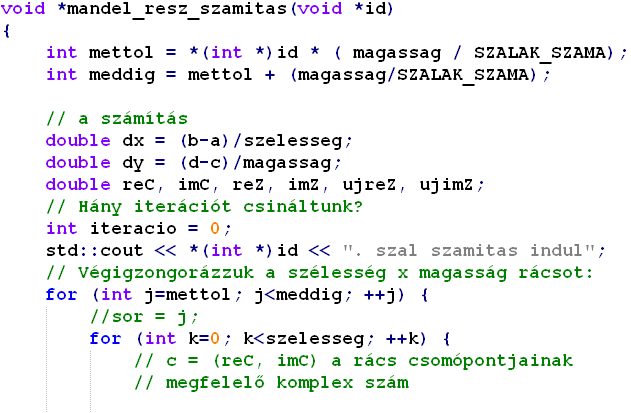 void *mandel_resz_szamitas(void *id)
{
    int mettol = *(int *)id * ( magassag / SZALAK_SZAMA);
    int meddig = mettol + (magassag/SZALAK_SZAMA);

    // a számítás
    double dx = (b-a)/szelesseg;
    double dy = (d-c)/magassag;
    double reC, imC, reZ, imZ, ujreZ, ujimZ;
    // Hány iterációt csináltunk?
    int iteracio = 0;
    std::cout << *(int *)id << ". szal szamitas indul";
    // Végigzongorázzuk a szélesség x magasság rácsot:
    for (int j=mettol; j<meddig; ++j) {
        //sor = j;
        for (int k=0; k<szelesseg; ++k) {
            // c = (reC, imC) a rács csomópontjainak
            // megfelelő komplex szám